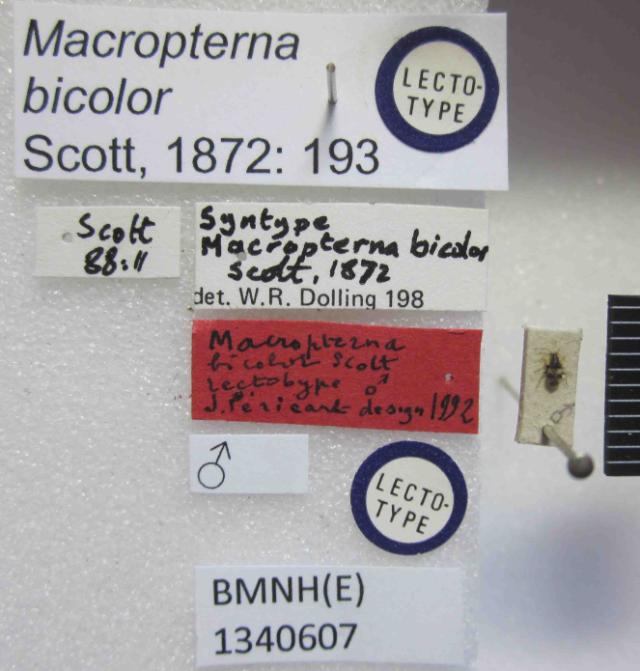 Macropterna
bicolor
Scott, 1872: 193
LECTO-
TYPE
Scott
88:11
Syntype
Macropterna bicolor
Scott, 1872
det. W.R. Dolling 198
Macropterna
bicolor Scott
Lectotype ♂
J. Péricart design 1992
♂
LECTO-
TYPE
♂
BMNH(E)
1340607